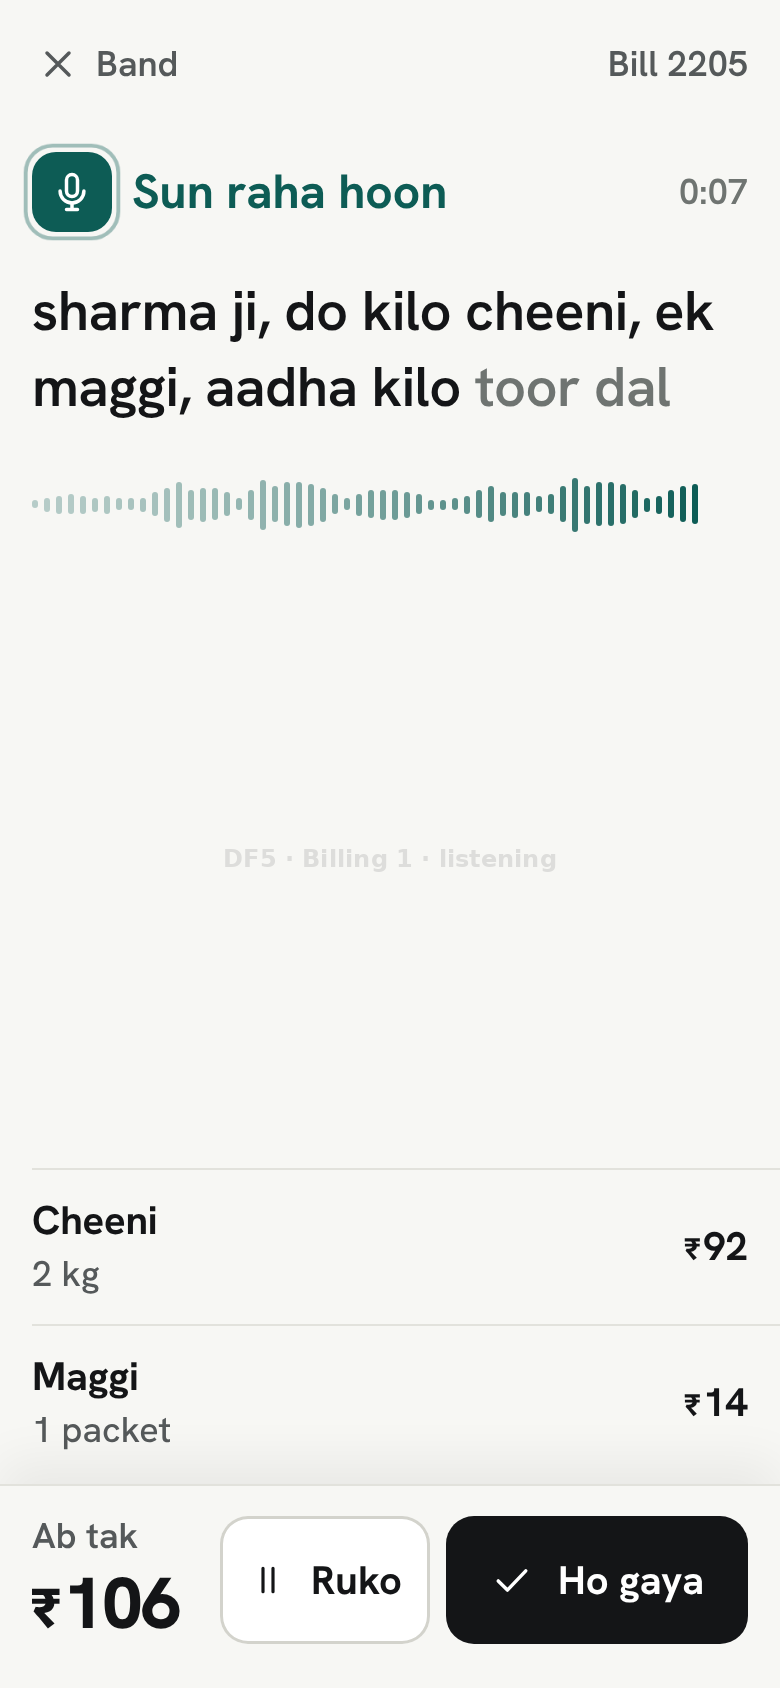 Band
Bill 2205
Sun raha hoon
0:07
sharma ji, do kilo cheeni, ek
maggi, aadha kilo toor dal
DF5 · Billing 1 · listening
Cheeni
2 kg
₹92
Maggi
1 packet
₹14
Ab tak
₹106
Ruko
Ho gaya